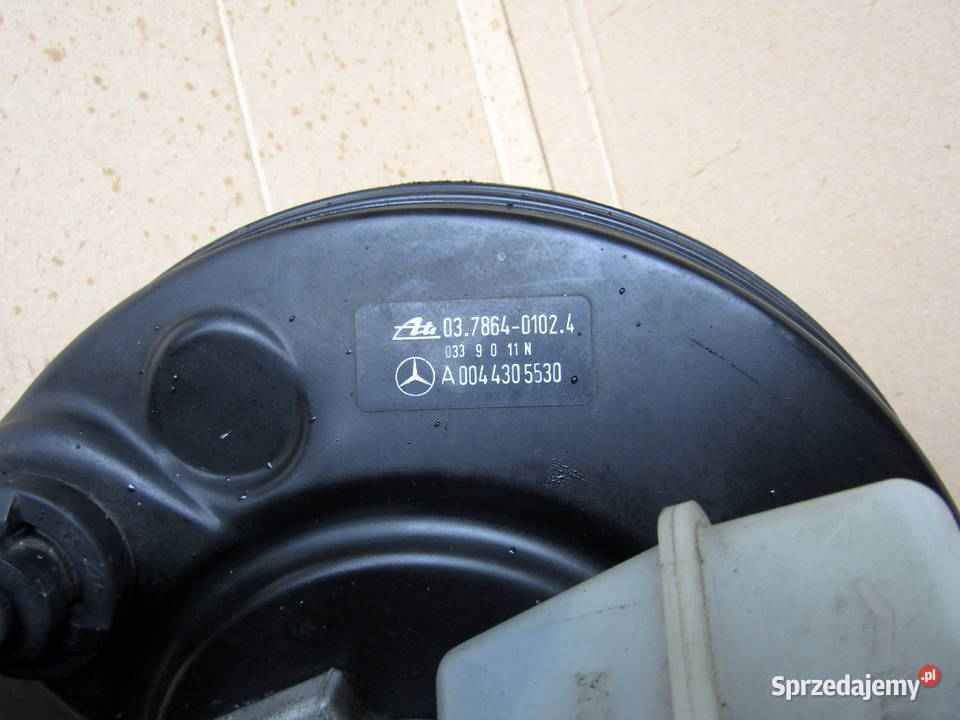 Ate 03.7864-0102.4
033 9 0 11 N
A 004 430 5530
Sprzedajemy.pl